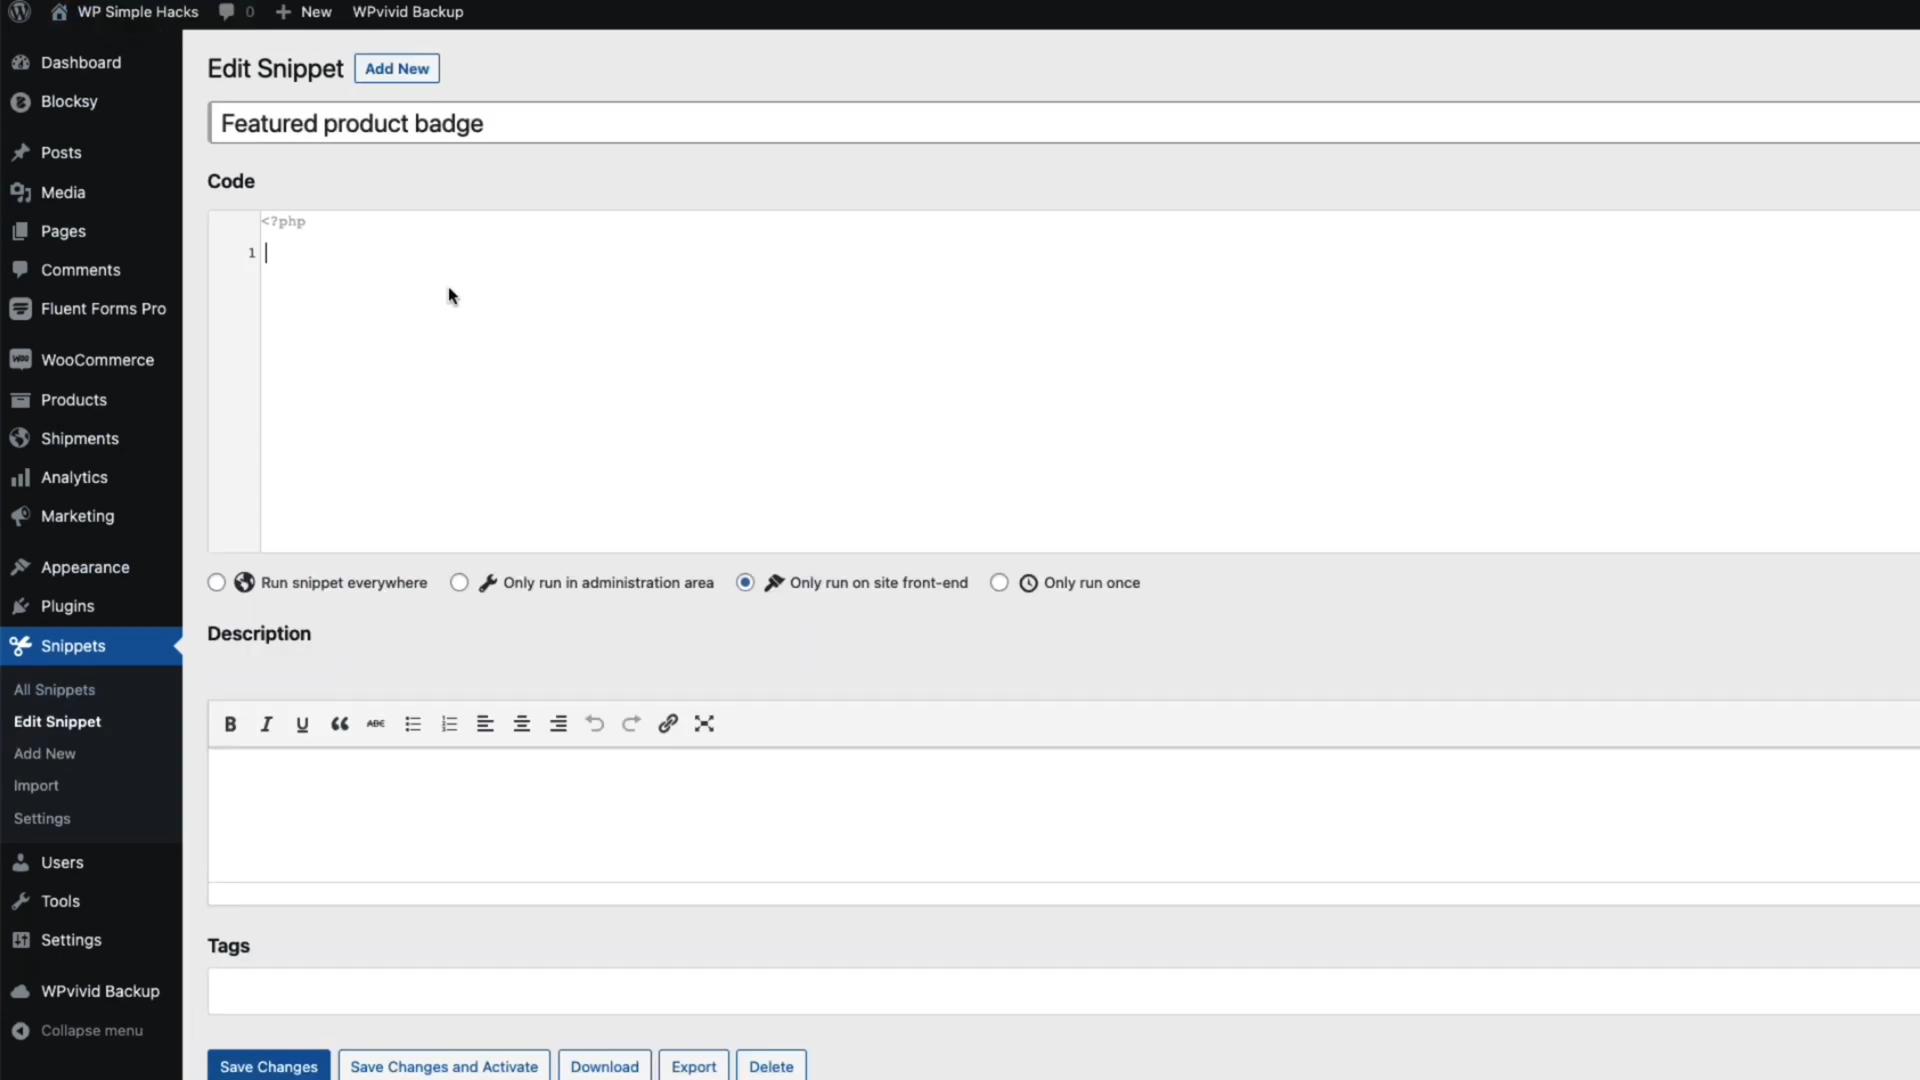 WP Simple Hacks 0 New WPvivid Backup
Dashboard
Blocksy
Posts
Media
Pages
Comments
Fluent Forms Pro
WooCommerce
Products
Shipments
Analytics
Marketing
Appearance
Plugins
Snippets
All Snippets
Edit Snippet
Add New
Import
Settings
Users
Tools
Settings
WPvivid Backup
Collapse menu
Edit Snippet Add New
Featured product badge
Code
<?php
1
Run snippet everywhere Only run in administration area Only run on site front-end Only run once
Description
B I U ABC
Tags
Save Changes Save Changes and Activate Download Export Delete